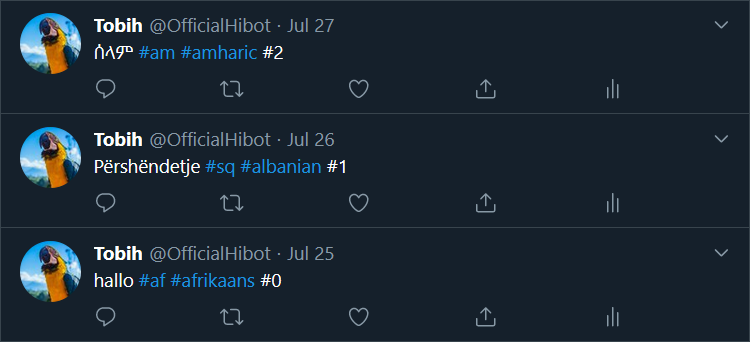 Tobih @OfficialHibot · Jul 27
ሰላም #am #amharic #2
Tobih @OfficialHibot · Jul 26
Përshëndetje #sq #albanian #1
Tobih @OfficialHibot · Jul 25
hallo #af #afrikaans #0